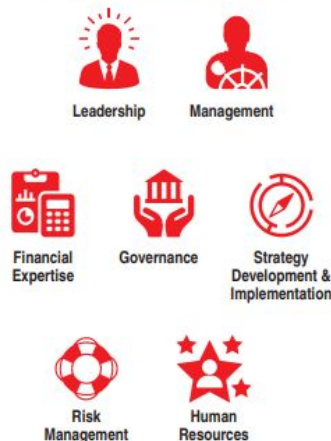 Leadership
Management
Financial
Expertise
Governance
Strategy
Development &
Implementation
Risk
Management
Human
Resources